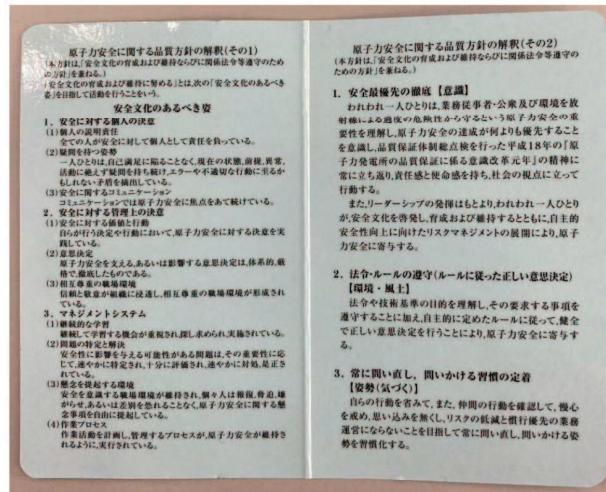 原子力安全に関する品質方針の解釈(その1)
(本方針は、「安全文化の育成および維持ならびに関係法令等遵守のため
の方針」を兼ねる。)
「安全文化の育成および維持に努める」とは、次の「安全文化のあるべき
姿」を目指して活動を行うことをいう。
安全文化のあるべき姿
1. 安全に対する個人の決意
(1)個人の説明責任
全ての人が安全に対して個人として責任を負っている。
(2)疑問を持つ姿勢
一人ひとりは、自己満足に陥ることなく、現在の状態、前提、異常、
活動に絶えず疑問を持ち続け、エラーや不適切な行動に至るか
もしれない矛盾を摘出している。
(3)安全に関するコミュニケーション
コミュニケーションでは原子力安全に焦点をあて続けている。
2. 安全に対する管理上の決意
(1)安全に対する価値と行動
自らが行う決定や行動において、原子力安全に対する決意を実
践している。
(2)意思決定
原子力安全を支える、あるいは影響する意思決定は、体系的、厳
格で、徹底したものである。
(3)相互尊重の職場環境
信頼と敬意が組織に浸透し、相互尊重の職場環境が形成され
ている。
3. マネジメントシステム
(1)継続的な学習
継続して学習する機会が重視され、探し求められ、実施されている。
(2)問題の特定と解決
安全性に影響を与える可能性がある問題は、その重要性に応
じて、速やかに特定され、十分に評価され、速やかに対処、是正さ
れている。
(3)懸念を提起する環境
安全を意識する職場環境が維持され、個々人は報復、脅迫、嫌
がらせ、あるいは差別を恐れることなく、原子力安全に関する懸
念事項を自由に提起している。
(4)作業プロセス
作業活動を計画し、管理するプロセスが、原子力安全が維持さ
れるように、実行されている。
原子力安全に関する品質方針の解釈(その2)
(本方針は、「安全文化の育成および維持ならびに関係法令等遵守のた
めの方針」を兼ねる。)
1. 安全最優先の徹底 【意識】
われわれ一人ひとりは、業務従事者・公衆及び環境を放
射線による過度の危険性から守るという原子力安全の重
要性を理解し、原子力安全の達成が何よりも優先すること
を意識し、品質保証体制総点検を行った平成18年の「原
子力発電所の品質保証に係る意識改革元年」の精神に
常に立ち返り、責任感と使命感を持ち、社会の視点に立って
行動する。
また、リーダーシップの発揮はもとより、われわれ一人ひと
りが、安全文化を啓発し、育成および維持するとともに、自主的
安全性向上に向けたリスクマネジメントの展開により、原子
力安全に寄与する。
2. 法令・ルールの遵守(ルールに従った正しい意思決定)
【環境・風土】
法令や技術基準の目的を理解し、その要求する事項を
遵守することに加え、自主的に定めたルールに従って、健全
で正しい意思決定を行うことにより、原子力安全に寄与す
る。
3. 常に問い直し、問いかける習慣の定着
【姿勢(気づく)】
自らの行動を省みて、また、仲間の行動を確認して、慢心
を戒め、思い込みを無くし、リスクの低減と慣行優先の業務
運営にならないことを目指して常に問い直し、問いかける姿
勢を習慣化する。